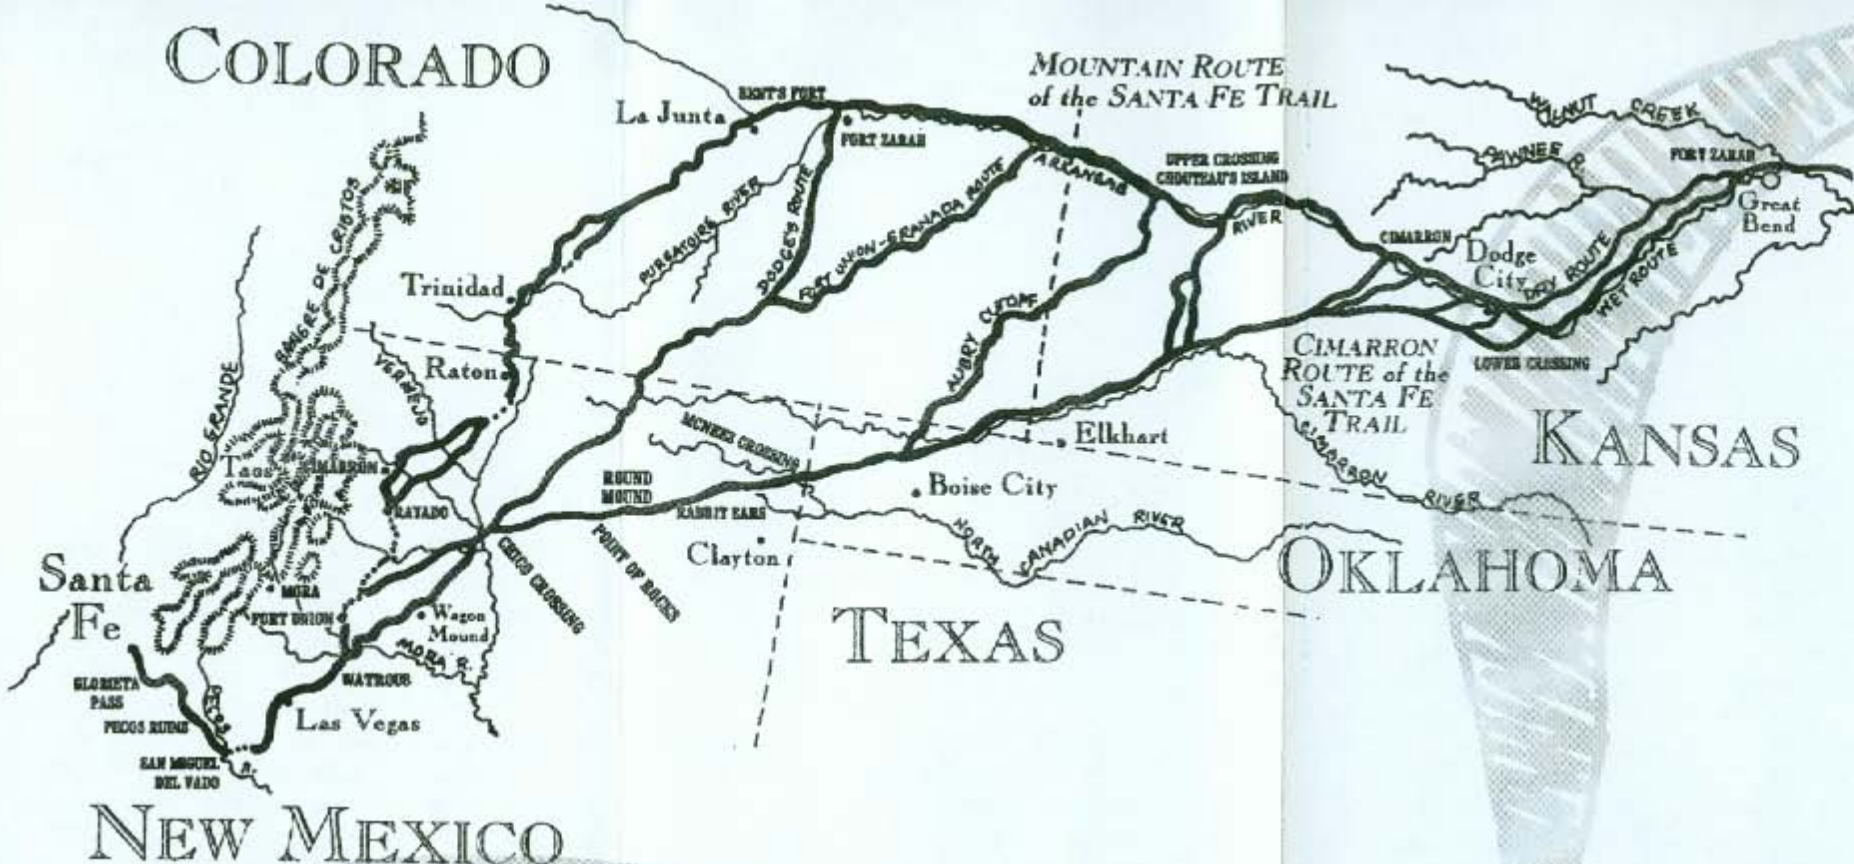 COLORADO
MOUNTAIN ROUTE
of the SANTA FE TRAIL
WALNUT CREEK
BENT'S FORT
La Junta
FORT ZARAH
PAWNEE R.
FORT ZARAH
ARKANSAS
RIVER
UPPER CROSSING
CHOUTEAU'S ISLAND
Great
Bend
SANGRE DE CRISTOS
PURGATOIRE RIVER
DODGE'S ROUTE
FORT UNION-GRANADA ROUTE
CIMARRON
Dodge
City
DRY ROUTE
WET ROUTE
Trinidad
AUBRY CUTOFF
RIO GRANDE
VERMEJO
Raton
CIMARRON
ROUTE of the
SANTA FE
TRAIL
LOWER CROSSING
KANSAS
MCNEES CROSSING
Elkhart
CIMARRON RIVER
Taos
CIMARRON
ROUND
MOUND
Boise City
RAYADO
RABBIT EARS
NORTH CANADIAN RIVER
Clayton
POINT OF ROCKS
OKLAHOMA
Santa
Fe
MORA
FORT UNION
Wagon
Mound
MORA R.
TEXAS
WATROUS
GLORIETA
PASS
PECOS R.
PECOS RUINS
Las Vegas
SAN MIGUEL
DEL VADO
NEW MEXICO